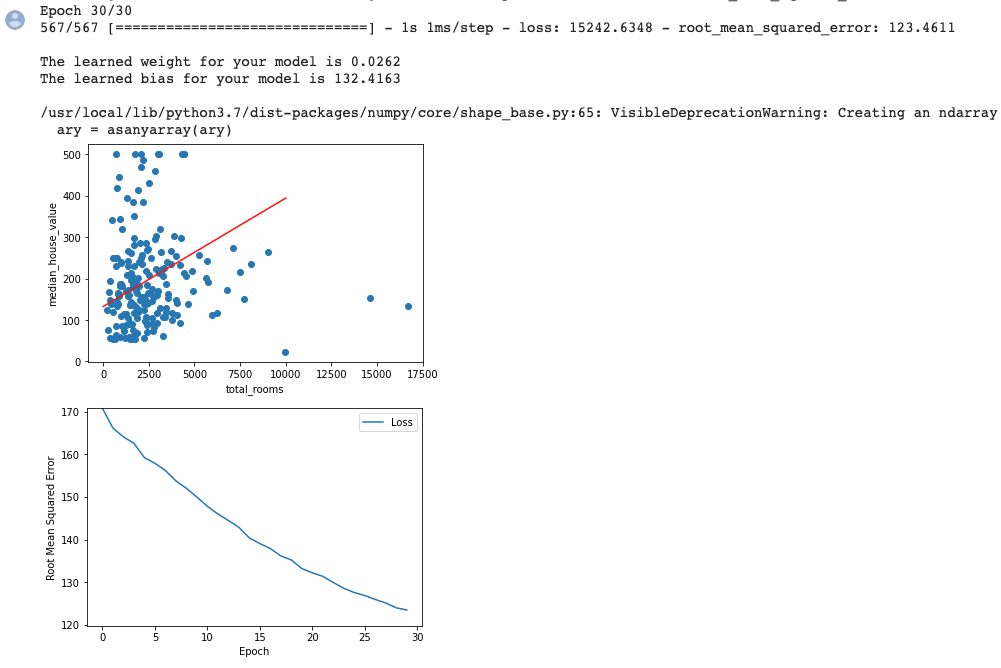 Epoch 30/30
567/567 [==============================] - 1s 1ms/step - loss: 15242.6348 - root_mean_squared_error: 123.4611
The learned weight for your model is 0.0262
The learned bias for your model is 132.4163
/usr/local/lib/python3.7/dist-packages/numpy/core/shape_base.py:65: VisibleDeprecationWarning: Creating an ndarray
ary = asanyarray(ary)
500
400
300
200
100
0
median_house_value
0 2500 5000 7500 10000 12500 15000 17500
total_rooms
Loss
170
160
150
140
130
120
Root Mean Squared Error
0 5 10 15 20 25 30
Epoch